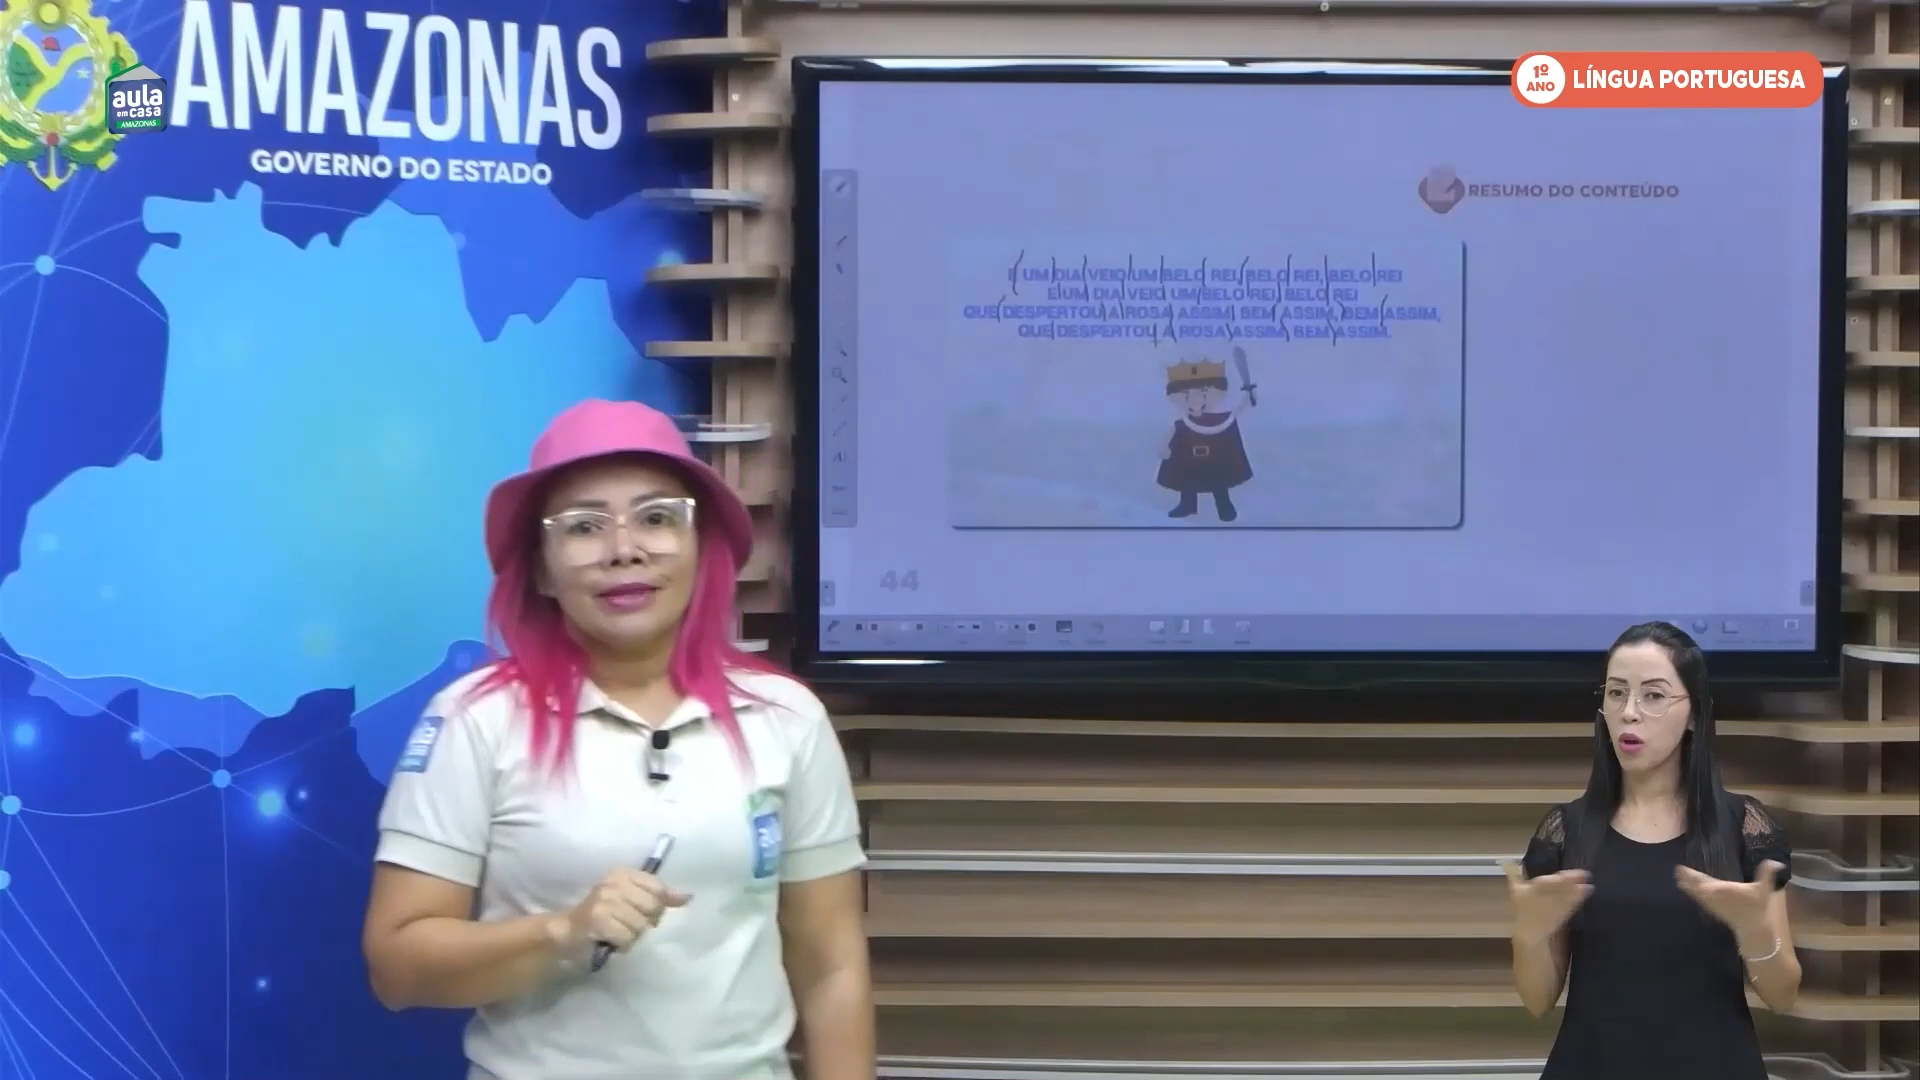 AMAZONAS
GOVERNO DO ESTADO
aula
em casa
AMAZONAS
1º
ANO
LÍNGUA PORTUGUESA
RESUMO DO CONTEÚDO
E UM DIA VEIO UM BELO REI, BELO REI, BELO REI
E UM DIA VEIO UM BELO REI, BELO REI
QUE DESPERTOU A ROSA ASSIM, BEM ASSIM, BEM ASSIM,
QUE DESPERTOU A ROSA ASSIM, BEM ASSIM.
44